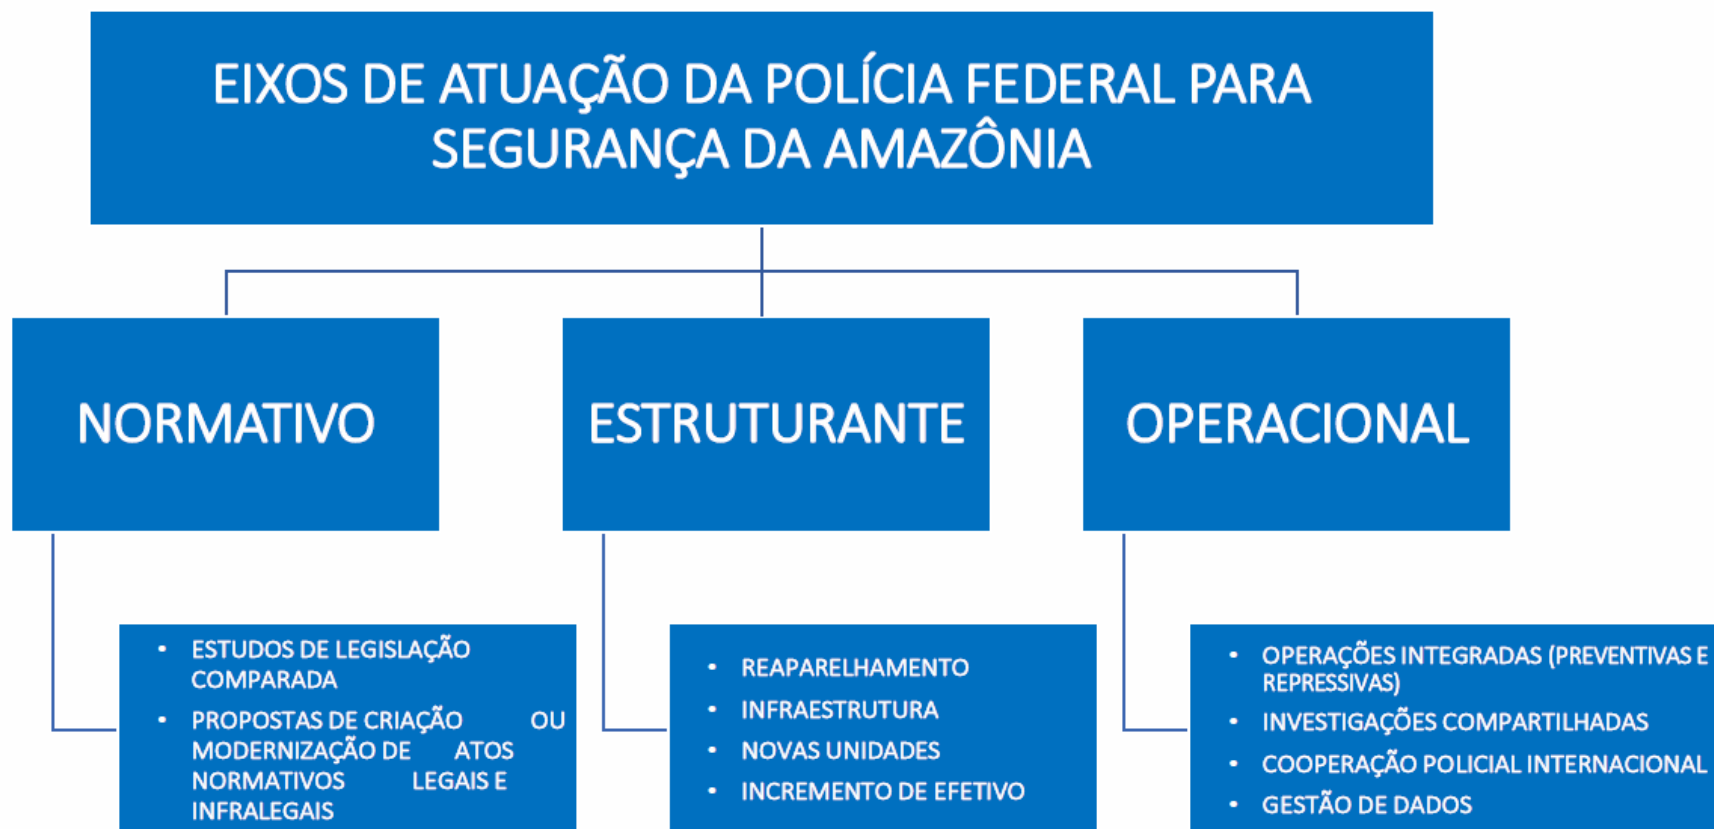 EIXOS DE ATUAÇÃO DA POLÍCIA FEDERAL PARA
SEGURANÇA DA AMAZÔNIA
NORMATIVO
ESTRUTURANTE
OPERACIONAL
• ESTUDOS DE LEGISLAÇÃO
COMPARADA
• PROPOSTAS DE CRIAÇÃO OU
MODERNIZAÇÃO DE ATOS
NORMATIVOS LEGAIS E
INFRALEGAIS
• REAPARELHAMENTO
• INFRAESTRUTURA
• NOVAS UNIDADES
• INCREMENTO DE EFETIVO
• OPERAÇÕES INTEGRADAS (PREVENTIVAS E
REPRESSIVAS)
• INVESTIGAÇÕES COMPARTILHADAS
• COOPERAÇÃO POLICIAL INTERNACIONAL
• GESTÃO DE DADOS